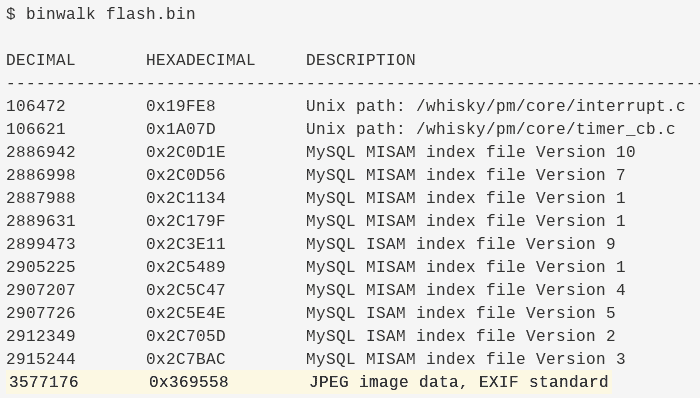 $ binwalk flash.bin
DECIMAL HEXADECIMAL DESCRIPTION
--------------------------------------------------------------------------------
106472 0x19FE8 Unix path: /whisky/pm/core/interrupt.c
106621 0x1A07D Unix path: /whisky/pm/core/timer_cb.c
2886942 0x2C0D1E MySQL MISAM index file Version 10
2886998 0x2C0D56 MySQL MISAM index file Version 7
2887988 0x2C1134 MySQL MISAM index file Version 1
2889631 0x2C179F MySQL MISAM index file Version 1
2899473 0x2C3E11 MySQL ISAM index file Version 9
2905225 0x2C5489 MySQL MISAM index file Version 1
2907207 0x2C5C47 MySQL MISAM index file Version 4
2907726 0x2C5E4E MySQL ISAM index file Version 5
2912349 0x2C705D MySQL ISAM index file Version 2
2915244 0x2C7BAC MySQL MISAM index file Version 3
3577176 0x369558 JPEG image data, EXIF standard